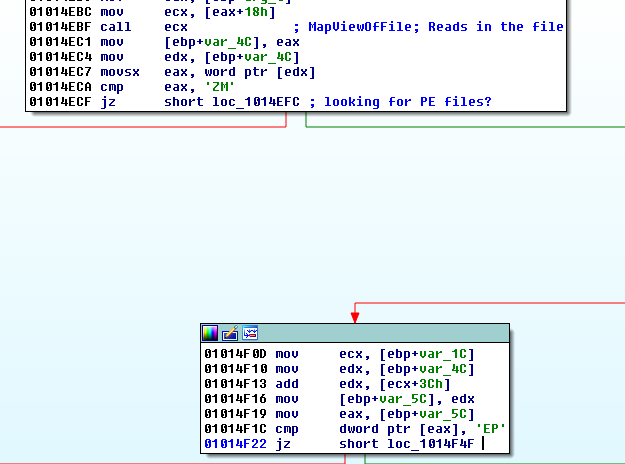 01014EBC mov ecx, [eax+18h]
01014EBF call ecx ; MapViewOfFile; Reads in the file
01014EC1 mov [ebp+var_4C], eax
01014EC4 mov edx, [ebp+var_4C]
01014EC7 movsx eax, word ptr [edx]
01014ECA cmp eax, 'ZM'
01014ECF jz short loc_1014EFC ; looking for PE files?
01014F0D mov ecx, [ebp+var_1C]
01014F10 mov edx, [ebp+var_4C]
01014F13 add edx, [ecx+3Ch]
01014F16 mov [ebp+var_5C], edx
01014F19 mov eax, [ebp+var_5C]
01014F1C cmp dword ptr [eax], 'EP'
01014F22 jz short loc_1014F4F